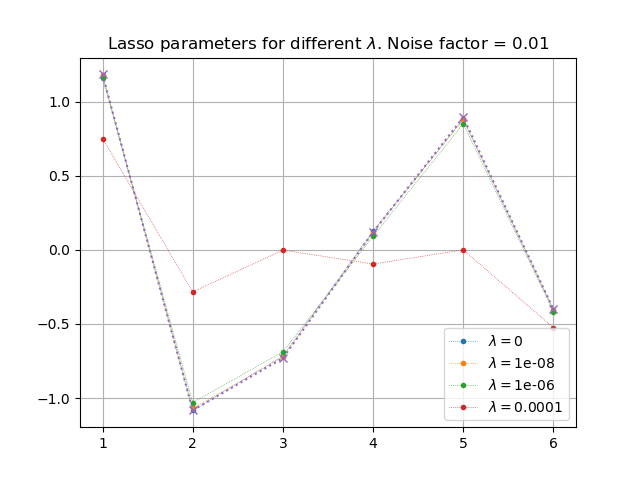 Lasso parameters for different λ. Noise factor = 0.01
1.0
0.5
0.0
−0.5
−1.0
1 2 3 4 5 6
λ = 0
λ = 1e-08
λ = 1e-06
λ = 0.0001